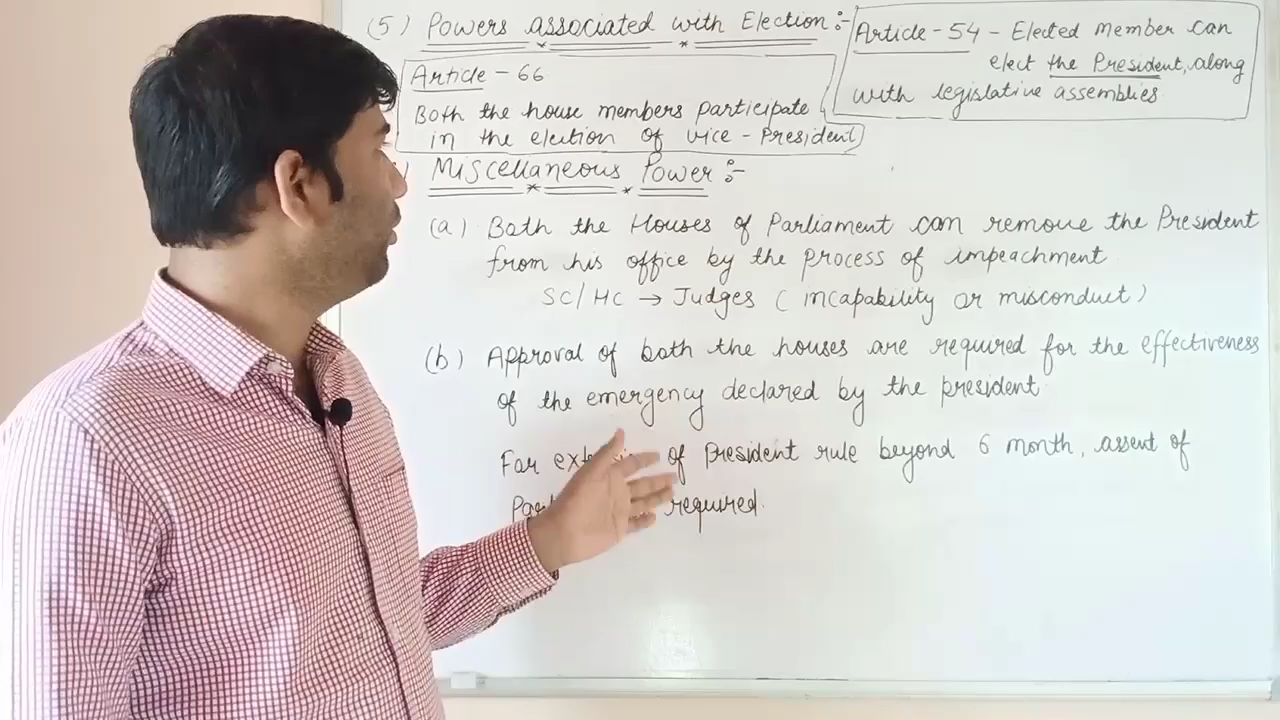 (5) Powers associated with Election :-
Article - 66
Both the house members participate
in the election of vice - President
Article - 54 - Elected member can
elect the President, along
with legislative assemblies
) Miscellaneous Power :-
(a) Both the Houses of Parliament can remove the President
from his office by the process of impeachment
SC/HC → Judges (incapability or misconduct)
(b) Approval of both the houses are required for the effectiveness
of the emergency declared by the president
For of President rule beyond 6 month, assent of
required.